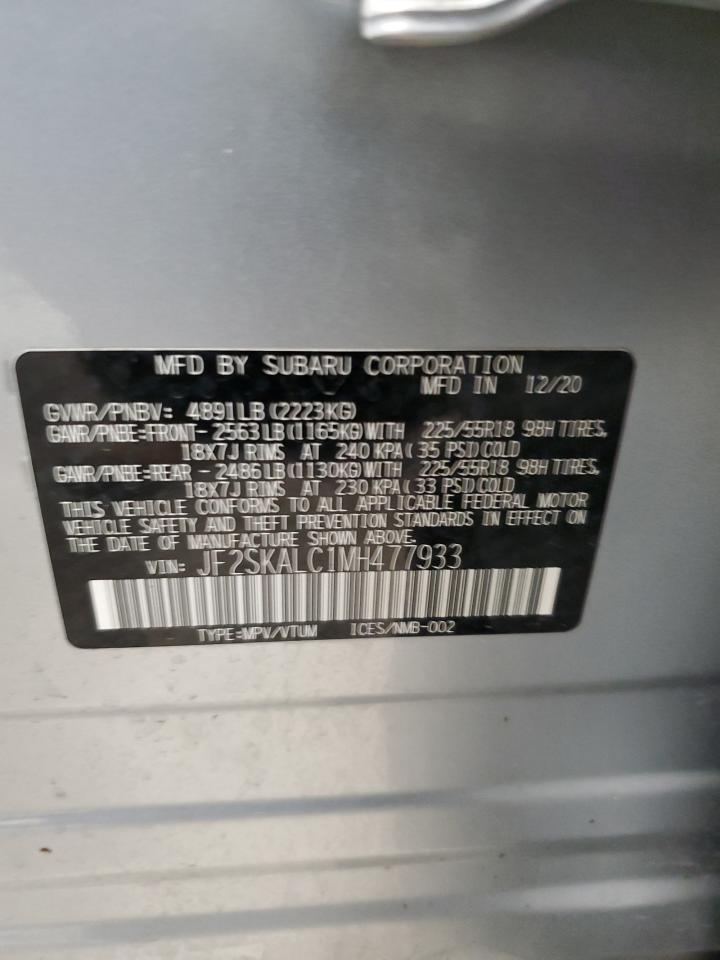 MFD BY SUBARU CORPORATION
MFD IN 12/20
GVWR/PNBV: 4891LB(2223KG)
GAWR/PNBE=FRONT-2563LB(1165KG)WITH 225/55R18 98H TIRES,
18X7J RIMS AT 240 KPA( 35 PSI)COLD
GAWR/PNBE=REAR -2486LB(1130KG)WITH 225/55R18 98H TIRES,
18X7J RIMS AT 230 KPA( 33 PSI)COLD
THIS VEHICLE CONFORMS TO ALL APPLICABLE FEDERAL MOTOR
VEHICLE SAFETY AND THEFT PREVENTION STANDARDS IN EFFECT ON
THE DATE OF MANUFACTURE SHOWN ABOVE.
VIN: JF2SKALC1MH477933
TYPE=MPV/VTUM ICES/NMB-002